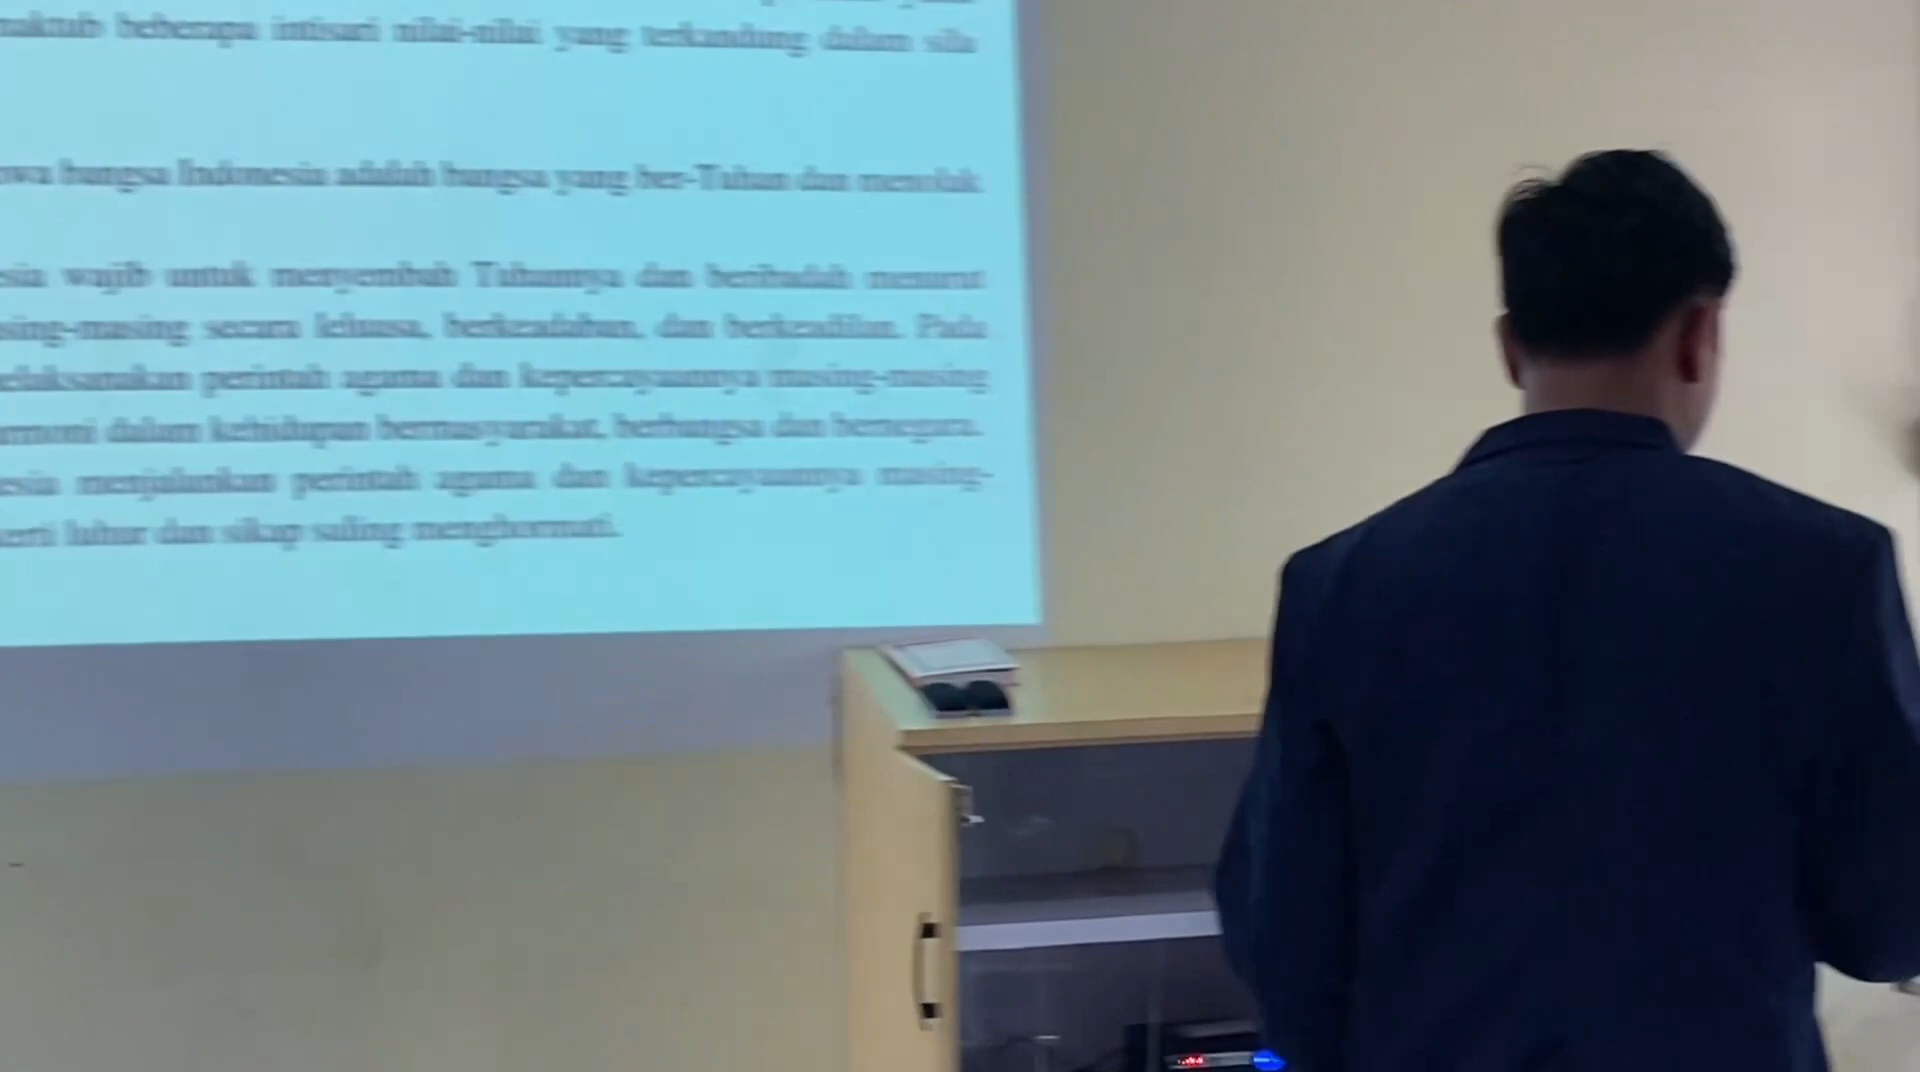 beberapa intisari nilai-nilai yang terkandung dalam sila
bangsa Indonesia adalah bangsa yang ber-Tuhan dan menolak
wajib untuk menyembah Tuhannya dan beribadah menurut
masing secara leluasa, berkeadaban, dan berkeadilan. Pada
perintah agama dan kepercayaannya masing-masing
dalam kehidupan bermasyarakat, berbangsa dan bernegara.
menjalankan perintah agama dan kepercayaannya masing-
luhur dan sikap saling menghormati.